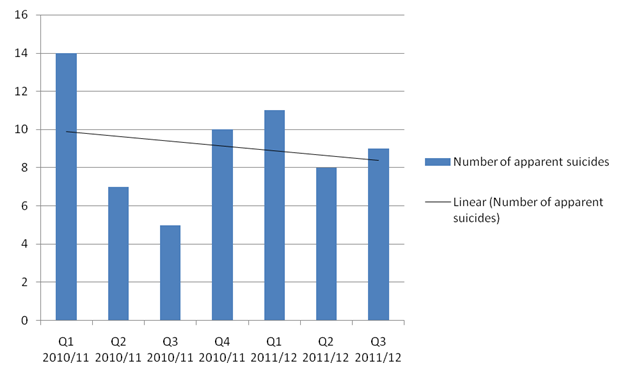 16
14
12
10
8
6
4
2
0
Q1 Q2 Q3 Q4 Q1 Q2 Q3
2010/11 2010/11 2010/11 2010/11 2011/12 2011/12 2011/12
Number of apparent suicides
Linear (Number of apparent
suicides)